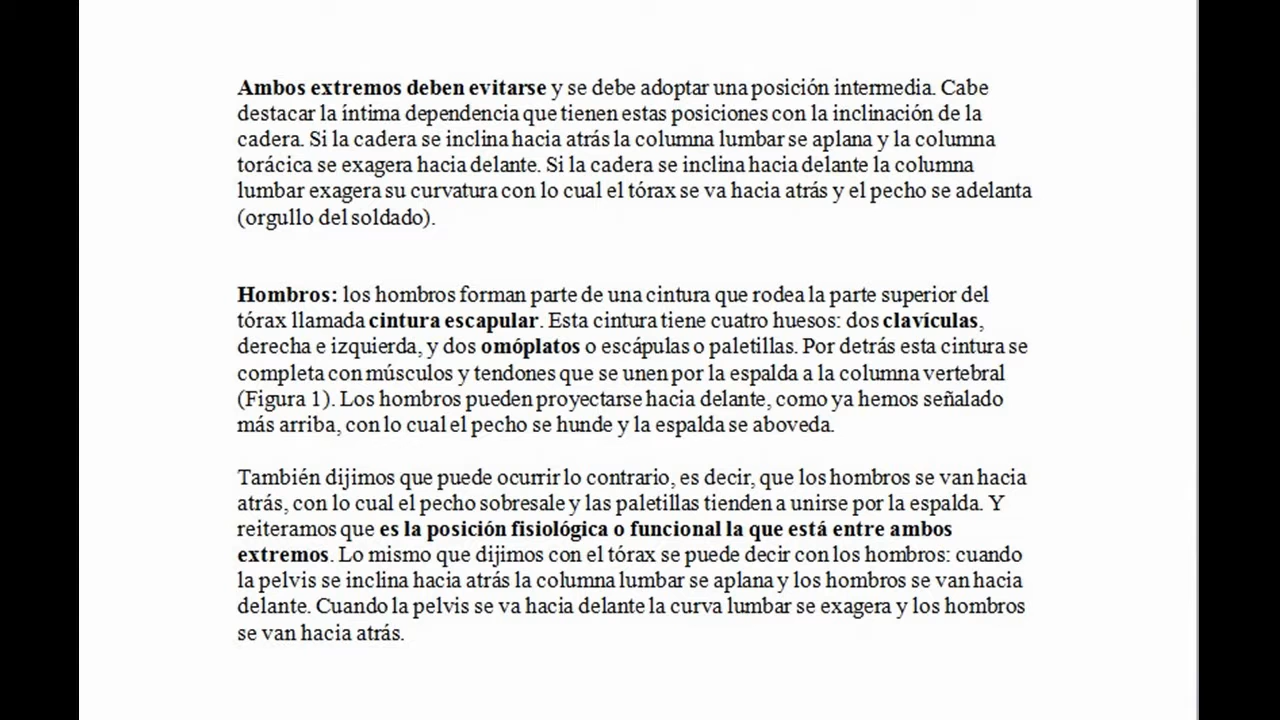 Ambos extremos deben evitarse y se debe adoptar una posición intermedia. Cabe
destacar la íntima dependencia que tienen estas posiciones con la inclinación de la
cadera. Si la cadera se inclina hacia atrás la columna lumbar se aplana y la columna
torácica se exagera hacia delante. Si la cadera se inclina hacia delante la columna
lumbar exagera su curvatura con lo cual el tórax se va hacia atrás y el pecho se adelanta
(orgullo del soldado).
Hombros: los hombros forman parte de una cintura que rodea la parte superior del
tórax llamada cintura escapular. Esta cintura tiene cuatro huesos: dos clavículas,
derecha e izquierda, y dos omóplatos o escápulas o paletillas. Por detrás esta cintura se
completa con músculos y tendones que se unen por la espalda a la columna vertebral
(Figura 1). Los hombros pueden proyectarse hacia delante, como ya hemos señalado
más arriba, con lo cual el pecho se hunde y la espalda se aboveda.
También dijimos que puede ocurrir lo contrario, es decir, que los hombros se van hacia
atrás, con lo cual el pecho sobresale y las paletillas tienden a unirse por la espalda. Y
reiteramos que es la posición fisiológica o funcional la que está entre ambos
extremos. Lo mismo que dijimos con el tórax se puede decir con los hombros: cuando
la pelvis se inclina hacia atrás la columna lumbar se aplana y los hombros se van hacia
delante. Cuando la pelvis se va hacia delante la curva lumbar se exagera y los hombros
se van hacia atrás.